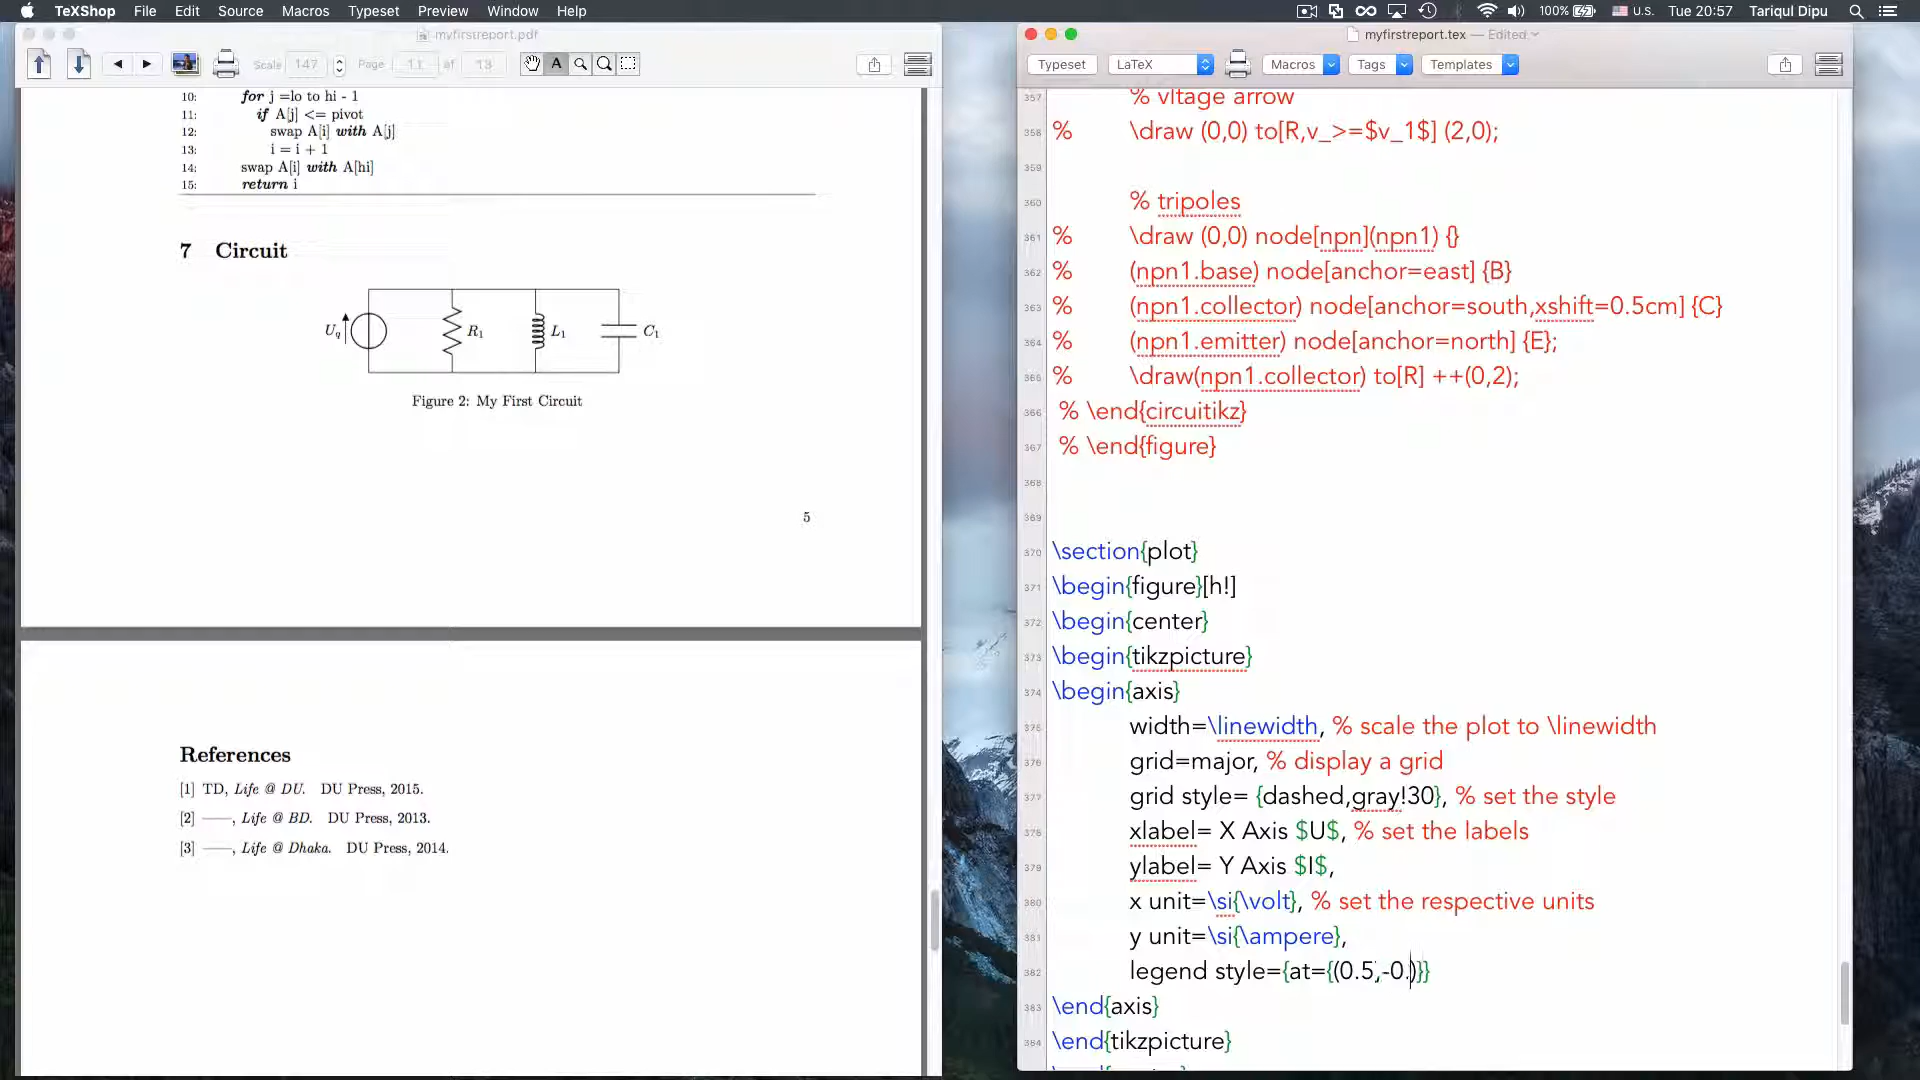 TeXShop File Edit Source Macros Typeset Preview Window Help 100% U.S. Tue 20:57 Tariqul Dipu
myfirstreport.pdf
Scale 147 Page 11 of 13 A
10: for j =lo to hi - 1
11: if A[j] <= pivot
12: swap A[i] with A[j]
13: i = i + 1
14: swap A[i] with A[hi]
15: return i
7 Circuit
Uq R1 L1 C1
Figure 2: My First Circuit
5
References
[1] TD, Life @ DU. DU Press, 2015.
[2] ——, Life @ BD. DU Press, 2013.
[3] ——, Life @ Dhaka. DU Press, 2014.
myfirstreport.tex — Edited
Typeset LaTeX Macros Tags Templates
357 % vltage arrow
358 % \draw (0,0) to[R,v_>=$v_1$] (2,0);
359
360 % tripoles
361 % \draw (0,0) node[npn](npn1) {}
362 % (npn1.base) node[anchor=east] {B}
363 % (npn1.collector) node[anchor=south,xshift=0.5cm] {C}
364 % (npn1.emitter) node[anchor=north] {E};
365 % \draw(npn1.collector) to[R] ++(0,2);
366 % \end{circuitikz}
367 % \end{figure}
368
369
370 \section{plot}
371 \begin{figure}[h!]
372 \begin{center}
373 \begin{tikzpicture}
374 \begin{axis}
375 width=\linewidth, % scale the plot to \linewidth
376 grid=major, % display a grid
377 grid style= {dashed,gray!30}, % set the style
378 xlabel= X Axis $U$, % set the labels
379 ylabel= Y Axis $I$,
380 x unit=\si{\volt}, % set the respective units
381 y unit=\si{\ampere},
382 legend style={at={(0.5,-0.)}}
383 \end{axis}
384 \end{tikzpicture}